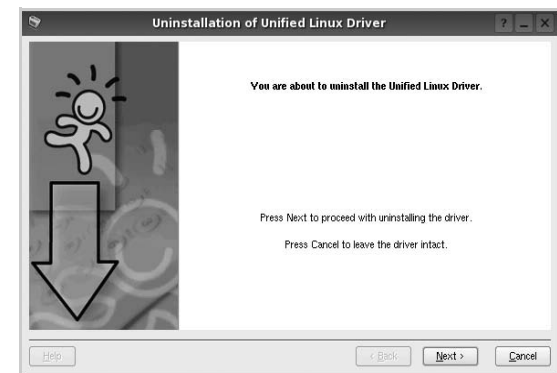 Uninstallation of Unified Linux Driver
? _ X
You are about to uninstall the Unified Linux Driver.
Press Next to proceed with uninstalling the driver.
Press Cancel to leave the driver intact.
Help < Back Next > Cancel